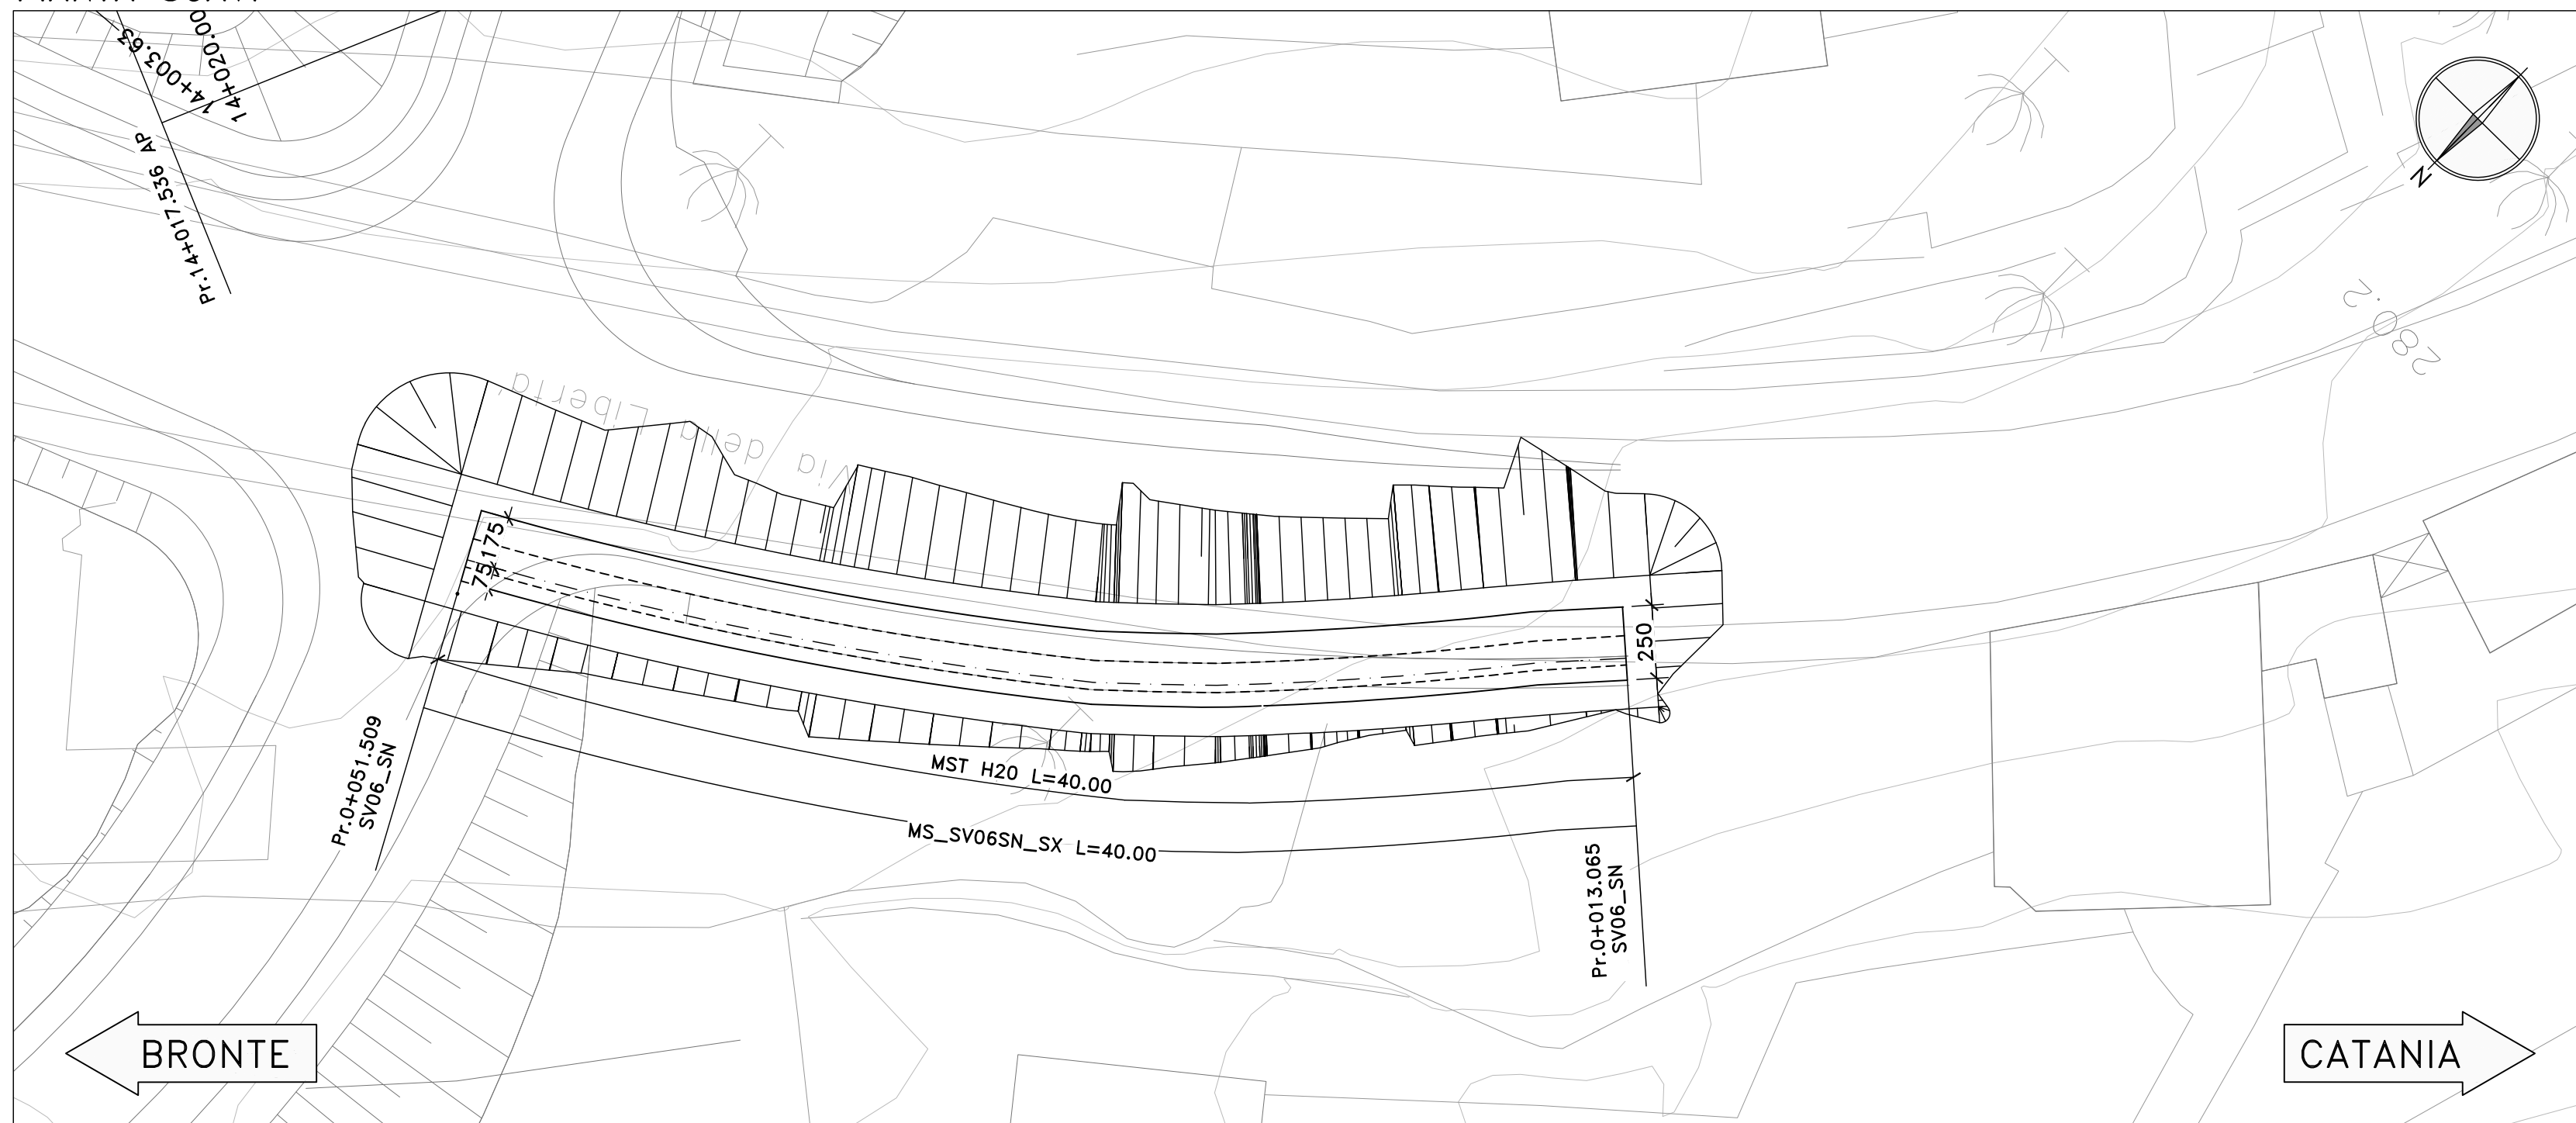 14+003.63
14+020.00
Pr.14+017.536 AP
N
280.2
Via della Libertà
175
75
250
MST H20 L=40.00
MS_SV06SN_SX L=40.00
Pr.0+051.509
SV06_SN
Pr.0+013.065
SV06_SN
BRONTE
CATANIA